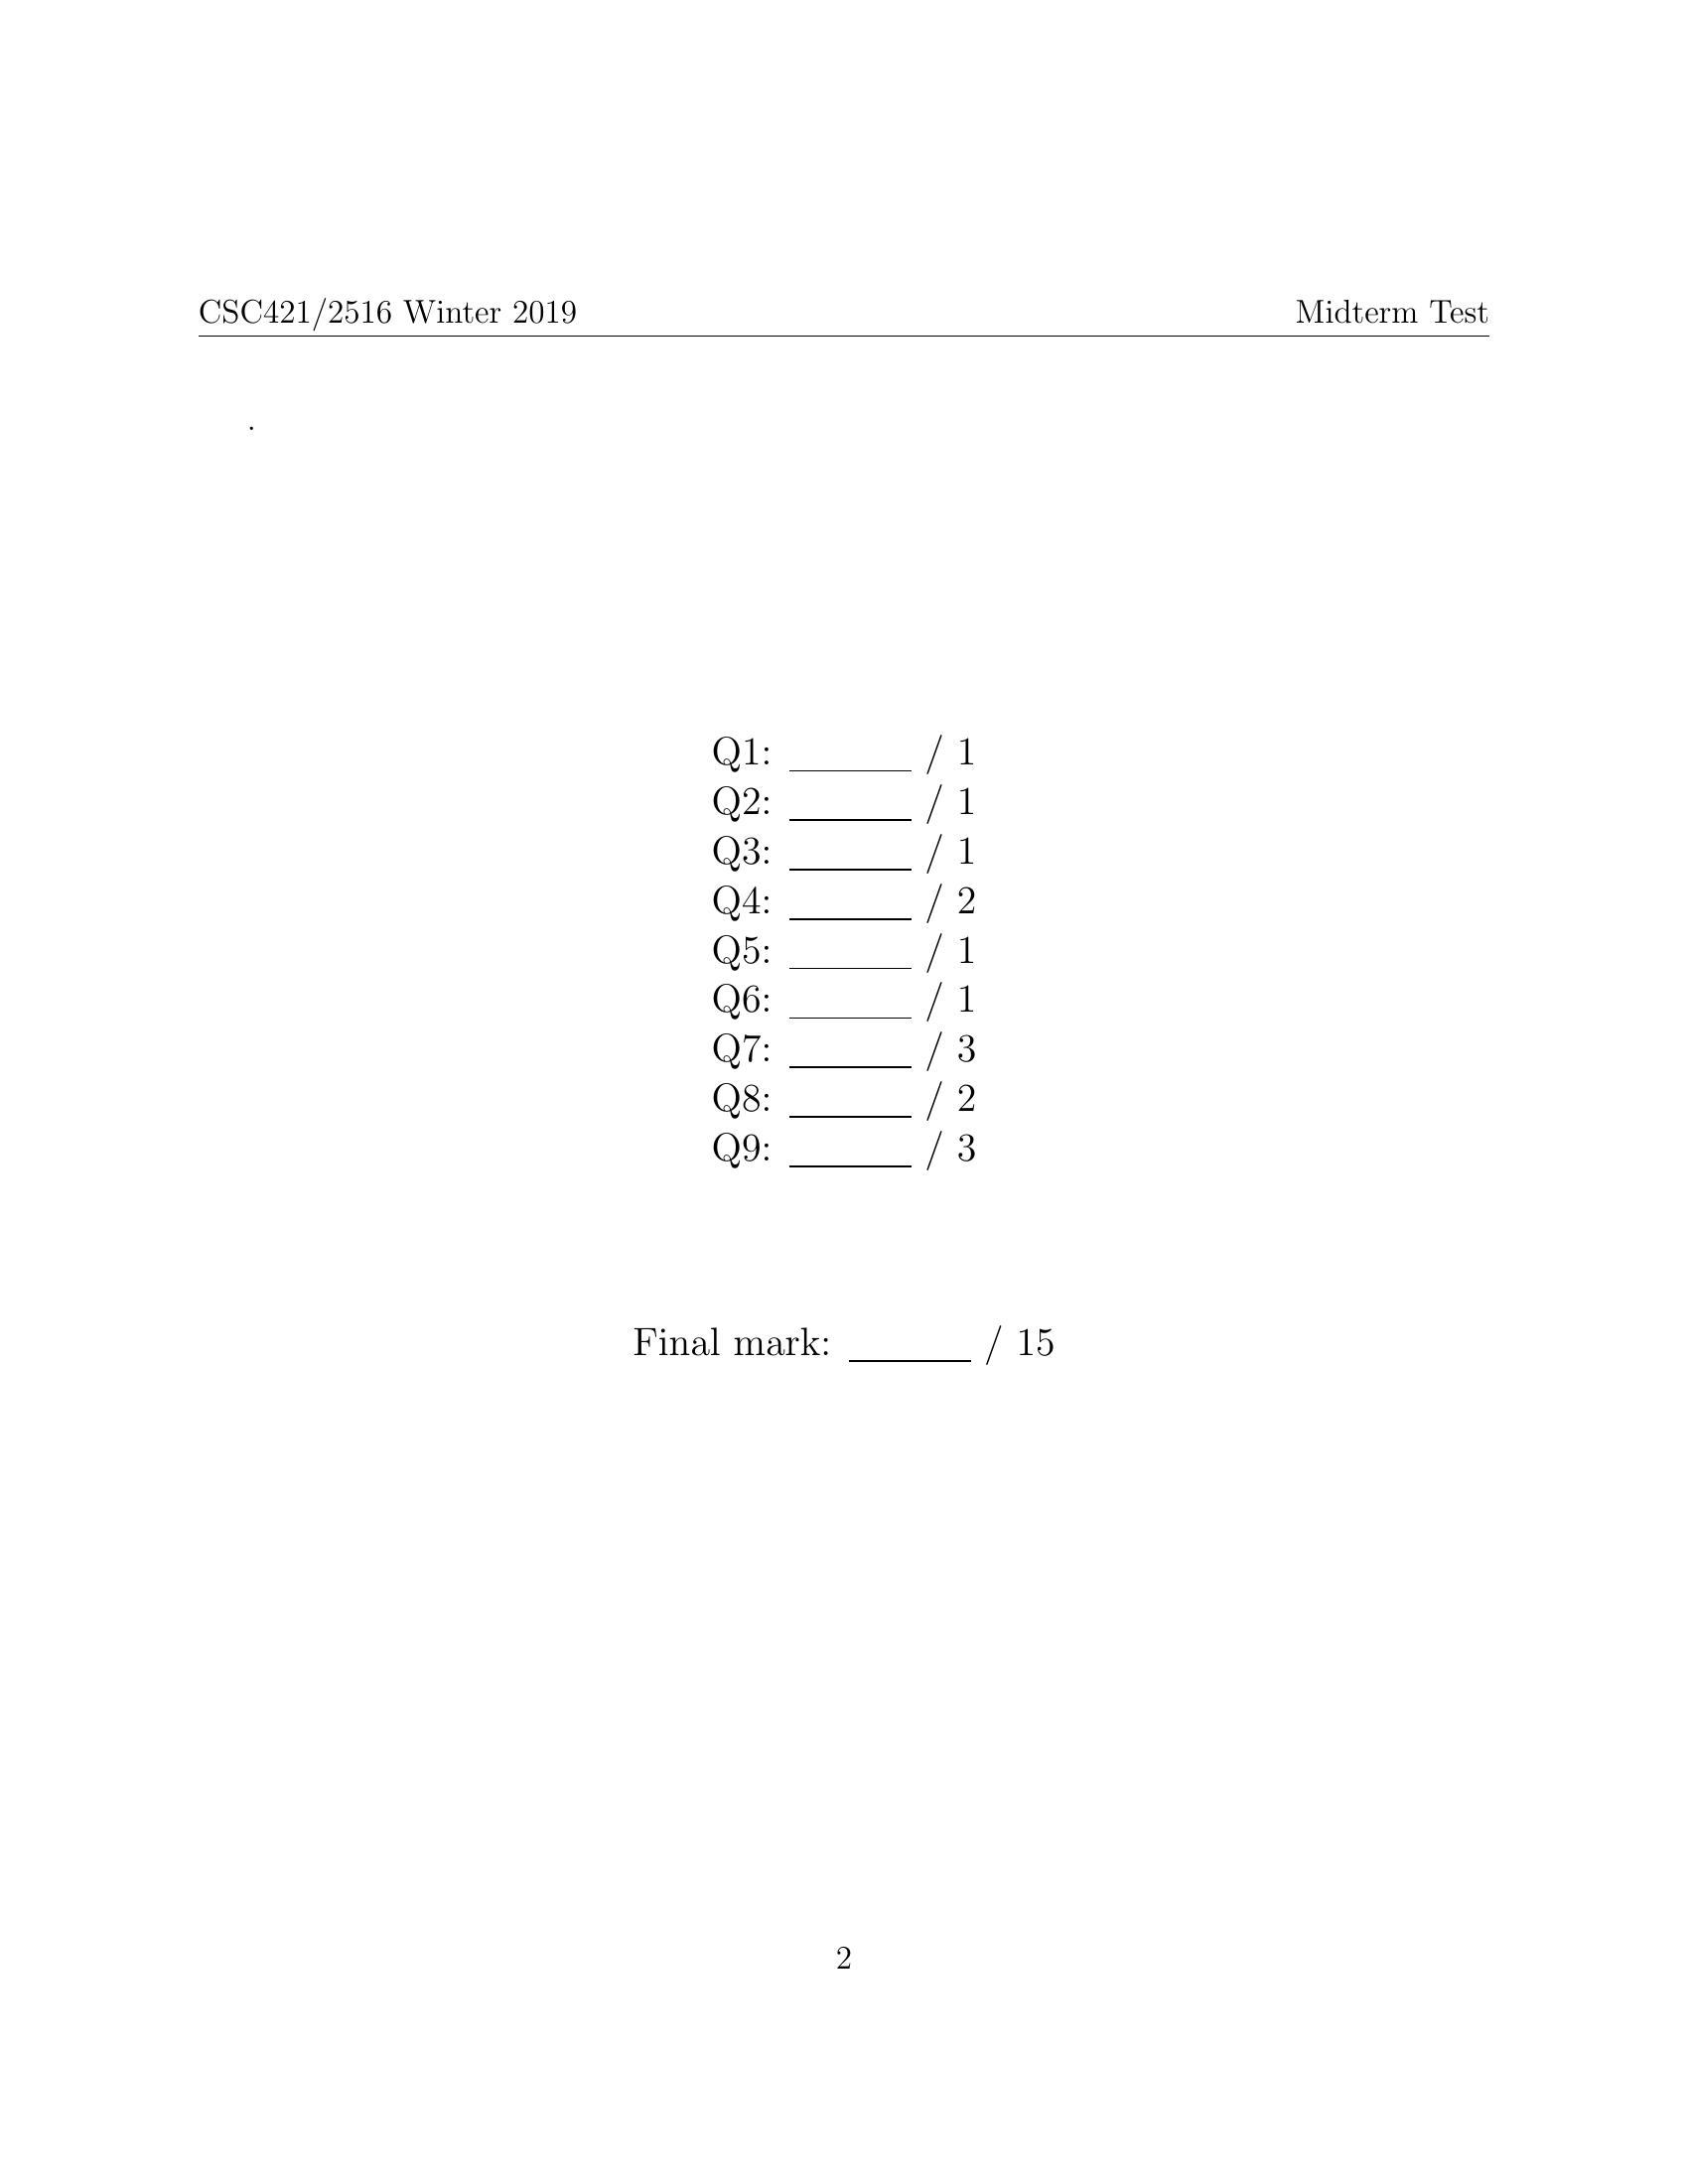 CSC421/2516 Winter 2019 Midterm Test
.
Q1: ______ / 1
Q2: ______ / 1
Q3: ______ / 1
Q4: ______ / 2
Q5: ______ / 1
Q6: ______ / 1
Q7: ______ / 3
Q8: ______ / 2
Q9: ______ / 3
Final mark: ______ / 15
2